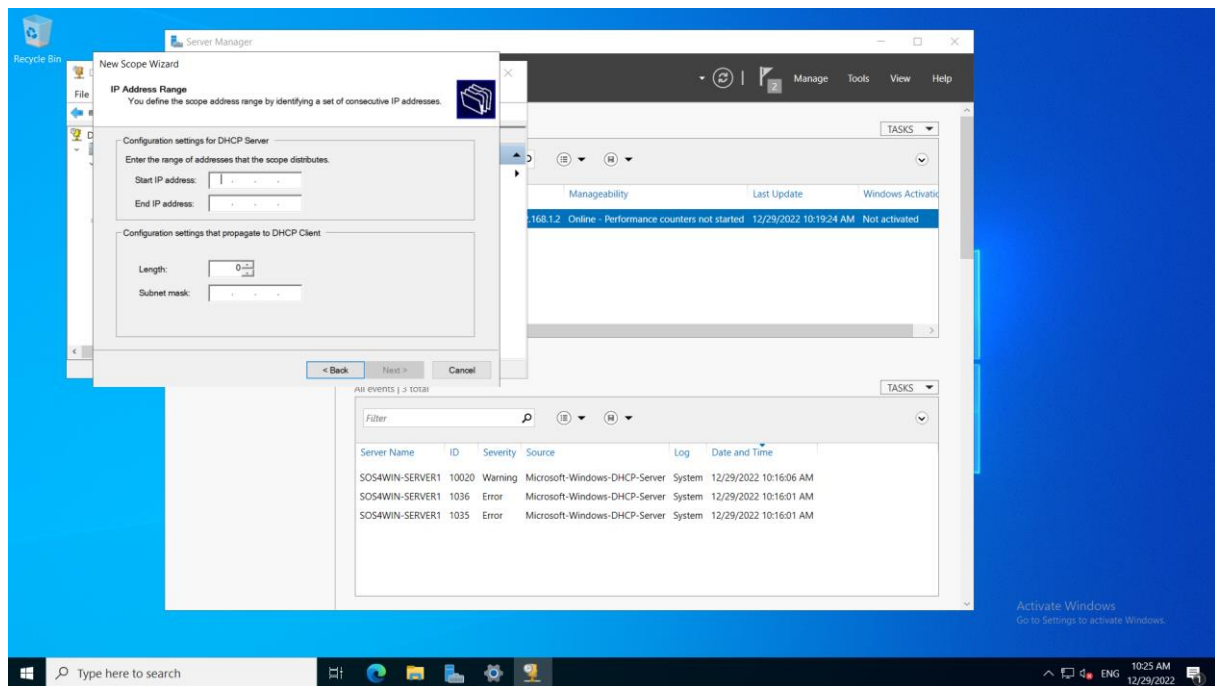 Recycle Bin
Server Manager
New Scope Wizard
IP Address Range
You define the scope address range by identifying a set of consecutive IP addresses.
File
2
Manage
Tools
View
Help
TASKS
Configuration settings for DHCP Server
Enter the range of addresses that the scope distributes.
Start IP address:
End IP address:
Configuration settings that propagate to DHCP Client
Length: 0
Subnet mask:
< Back
Next >
Cancel
Manageability
Last Update
Windows Activatio
.168.1.2 Online - Performance counters not started 12/29/2022 10:19:24 AM Not activated
All events | 3 total
TASKS
Filter
Server Name ID Severity Source Log Date and Time
SOS4WIN-SERVER1 10020 Warning Microsoft-Windows-DHCP-Server System 12/29/2022 10:16:06 AM
SOS4WIN-SERVER1 1036 Error Microsoft-Windows-DHCP-Server System 12/29/2022 10:16:01 AM
SOS4WIN-SERVER1 1035 Error Microsoft-Windows-DHCP-Server System 12/29/2022 10:16:01 AM
Activate Windows
Go to Settings to activate Windows.
Type here to search
ENG
10:25 AM
12/29/2022
1